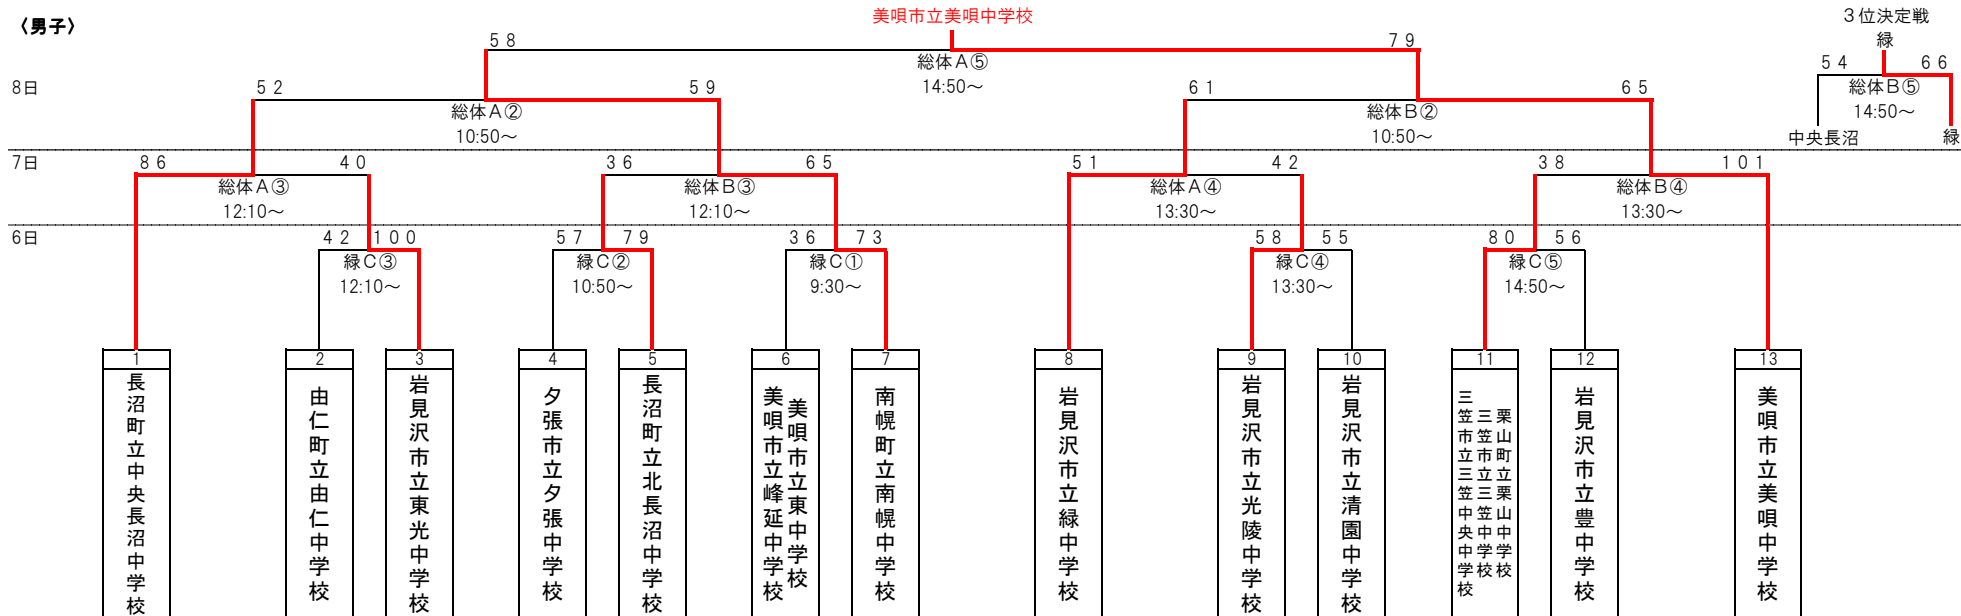 〈男子〉
美唄市立美唄中学校
３位決定戦
緑
５８
７９
総体Ａ⑤
14:50～
５４
６６
総体Ｂ⑤
14:50～
中央長沼
緑
8日
５２
５９
総体Ａ②
10:50～
６１
６５
総体Ｂ②
10:50～
7日
８６
４０
総体Ａ③
12:10～
３６
６５
総体Ｂ③
12:10～
５１
４２
総体Ａ④
13:30～
３８
１０１
総体Ｂ④
13:30～
6日
４２
１００
緑Ｃ③
12:10～
５７
７９
緑Ｃ②
10:50～
３６
７３
緑Ｃ①
9:30～
５８
５５
緑Ｃ④
13:30～
８０
５６
緑Ｃ⑤
14:50～
1
長沼町立中央長沼中学校
2
由仁町立由仁中学校
3
岩見沢市立東光中学校
4
夕張市立夕張中学校
5
長沼町立北長沼中学校
6
美唄市立東中学校
美唄市立峰延中学校
7
南幌町立南幌中学校
8
岩見沢市立緑中学校
9
岩見沢市立光陵中学校
10
岩見沢市立清園中学校
11
栗山町立栗山中学校
三笠市立三笠中学校
三笠市立三笠中央中学校
12
岩見沢市立豊中学校
13
美唄市立美唄中学校